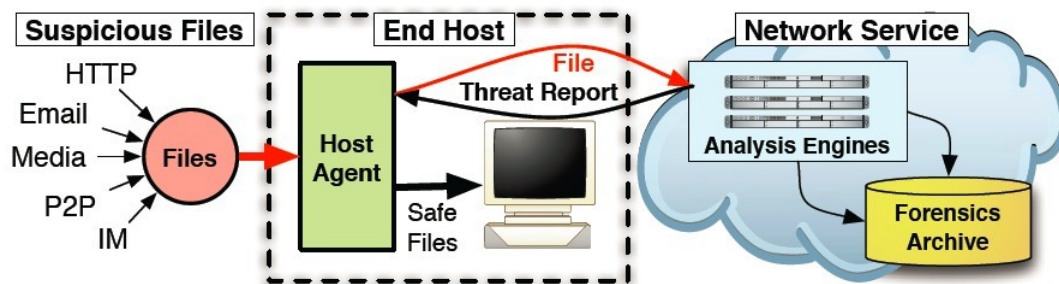 Suspicious Files
HTTP
Email
Media
P2P
IM
Files
End Host
Host
Agent
File
Threat Report
Safe
Files
Network Service
Analysis Engines
Forensics
Archive